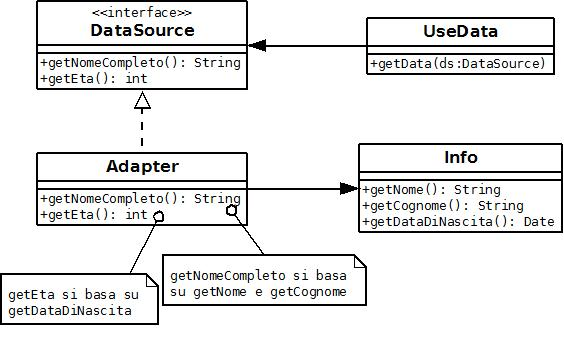 <<interface>>
DataSource
+getNomeCompleto(): String
+getEta(): int
UseData
+getData(ds:DataSource)
Adapter
+getNomeCompleto(): String
+getEta(): int
Info
+getNome(): String
+getCognome(): String
+getDataDiNascita(): Date
getEta si basa su
getDataDiNascita
getNomeCompleto si basa
su getNome e getCognome